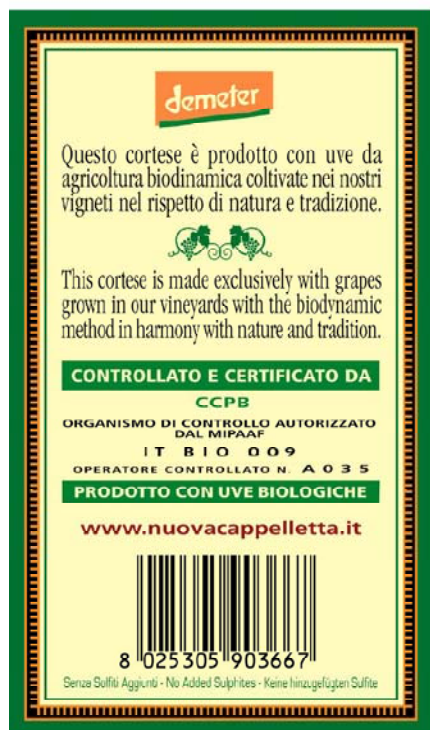 demeter
Questo cortese è prodotto con uve da
agricoltura biodinamica coltivate nei nostri
vigneti nel rispetto di natura e tradizione.
This cortese is made exclusively with grapes
grown in our vineyards with the biodynamic
method in harmony with nature and tradition.
CONTROLLATO E CERTIFICATO DA
CCPB
ORGANISMO DI CONTROLLO AUTORIZZATO
DAL MIPAAF
IT BIO 009
OPERATORE CONTROLLATO N. A035
PRODOTTO CON UVE BIOLOGICHE
www.nuovacappelletta.it
8 025305 903667
Senza Solfiti Aggiunti - No Added Sulphites - Keine hinzugefügten Sulfite